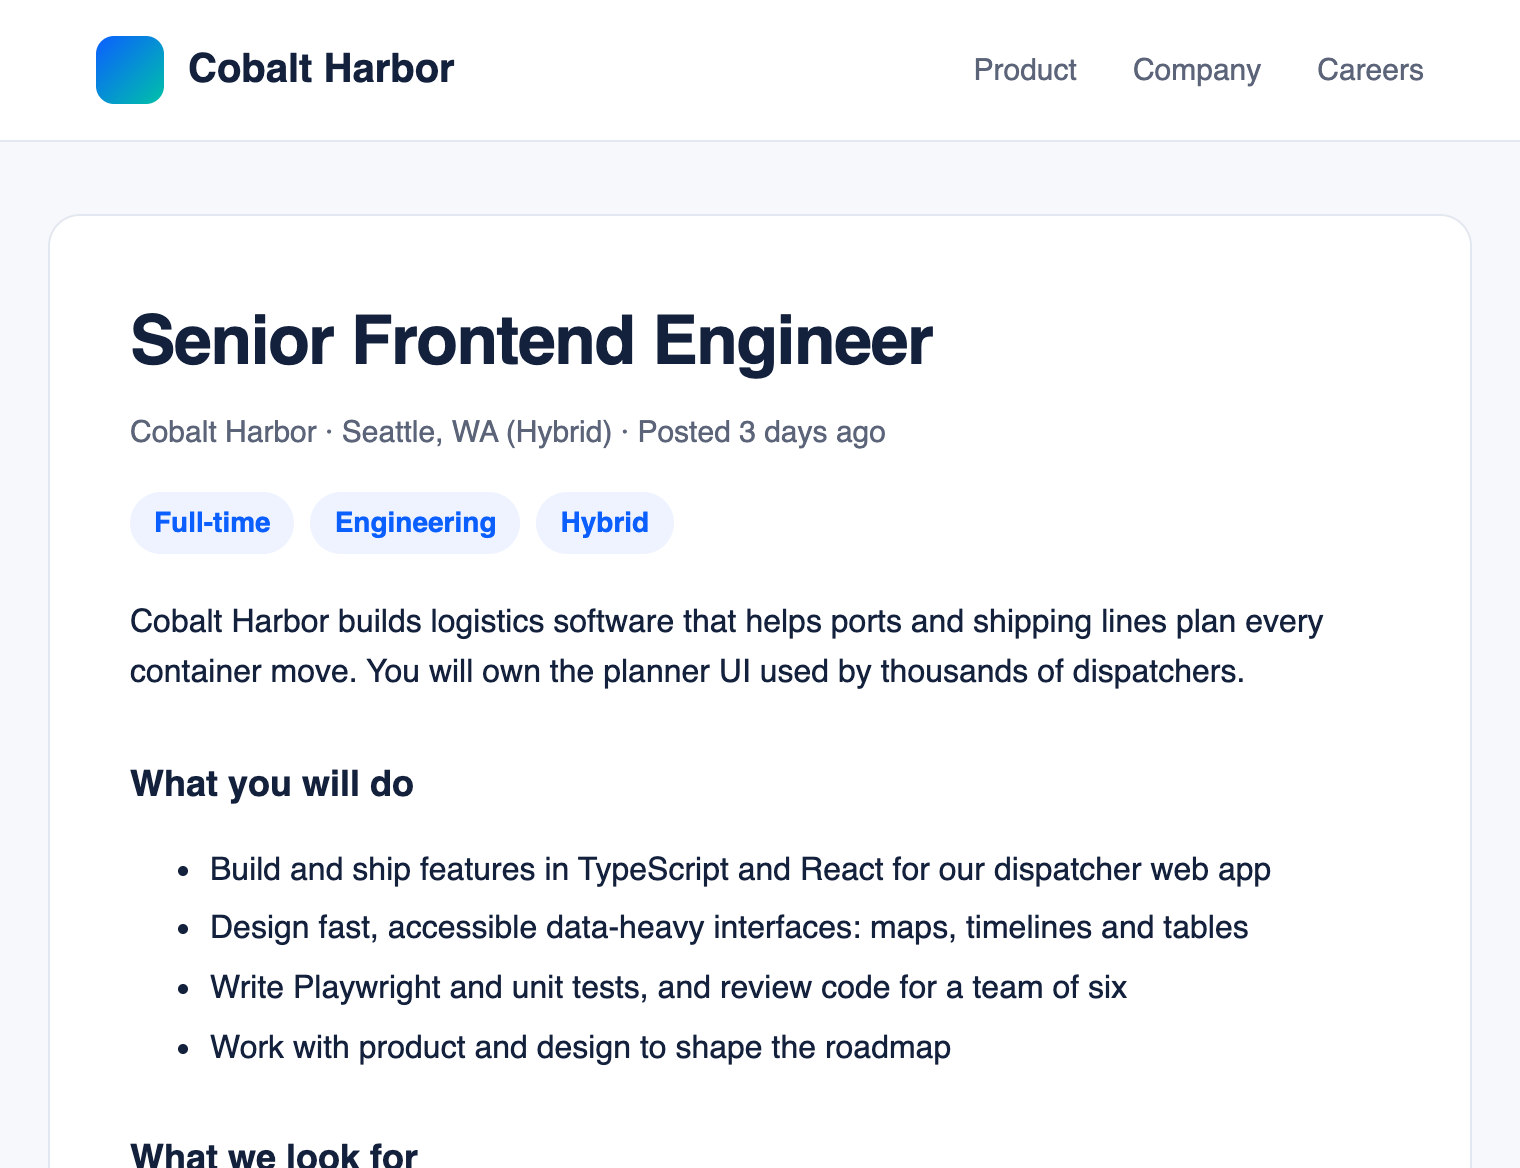 Cobalt Harbor
Product
Company
Careers
Senior Frontend Engineer
Cobalt Harbor · Seattle, WA (Hybrid) · Posted 3 days ago
Full-time
Engineering
Hybrid
Cobalt Harbor builds logistics software that helps ports and shipping lines plan every
container move. You will own the planner UI used by thousands of dispatchers.
What you will do
• Build and ship features in TypeScript and React for our dispatcher web app
• Design fast, accessible data-heavy interfaces: maps, timelines and tables
• Write Playwright and unit tests, and review code for a team of six
• Work with product and design to shape the roadmap
What we look for